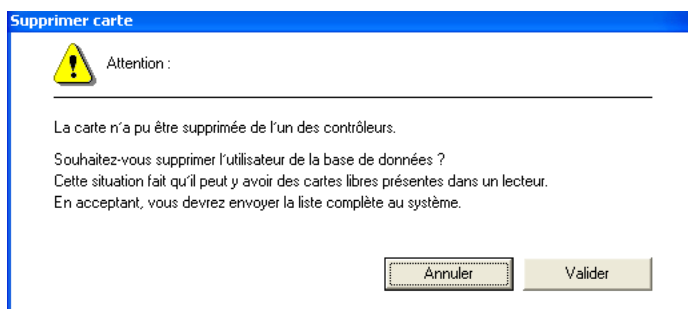 Supprimer carte
Attention :
La carte n´a pu être supprimée de l´un des contrôleurs.
Souhaitez-vous supprimer l´utilisateur de la base de données ?
Cette situation fait qu´il peut y avoir des cartes libres présentes dans un lecteur.
En acceptant, vous devrez envoyer la liste complète au système.
Annuler
Valider